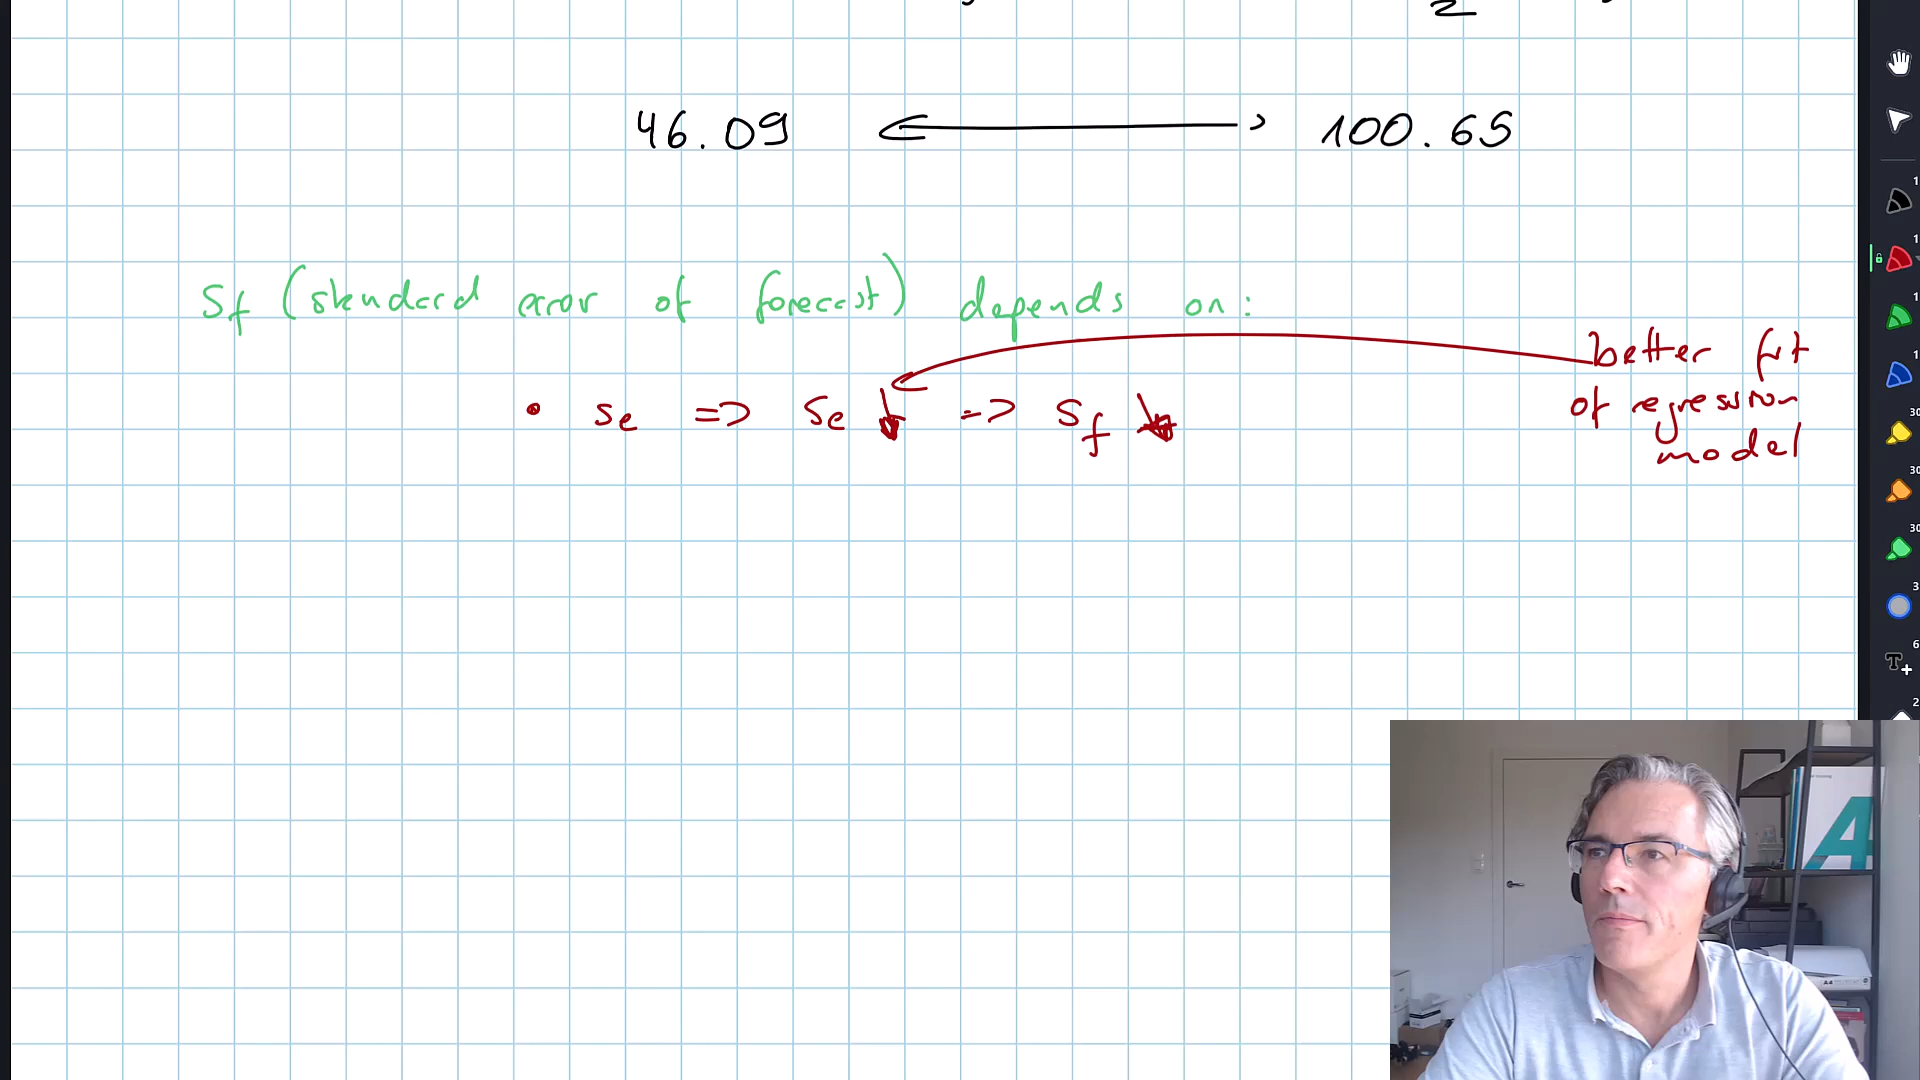 2
46.09 <-----> 100.65
Sf (standard error of forecast) depends on:
better fit
• se => se ↓ => sf ↓
of regression
model
A